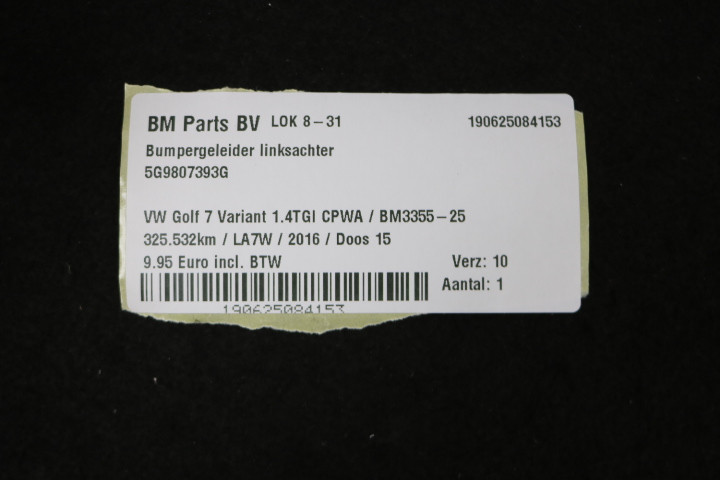 BM Parts BV LOK 8-31 190625084153
Bumpergeleider linksachter
5G9807393G
VW Golf 7 Variant 1.4TGI CPWA / BM3355-25
325.532km / LA7W / 2016 / Doos 15
9.95 Euro incl. BTW Verz: 10
Aantal: 1
190625084153